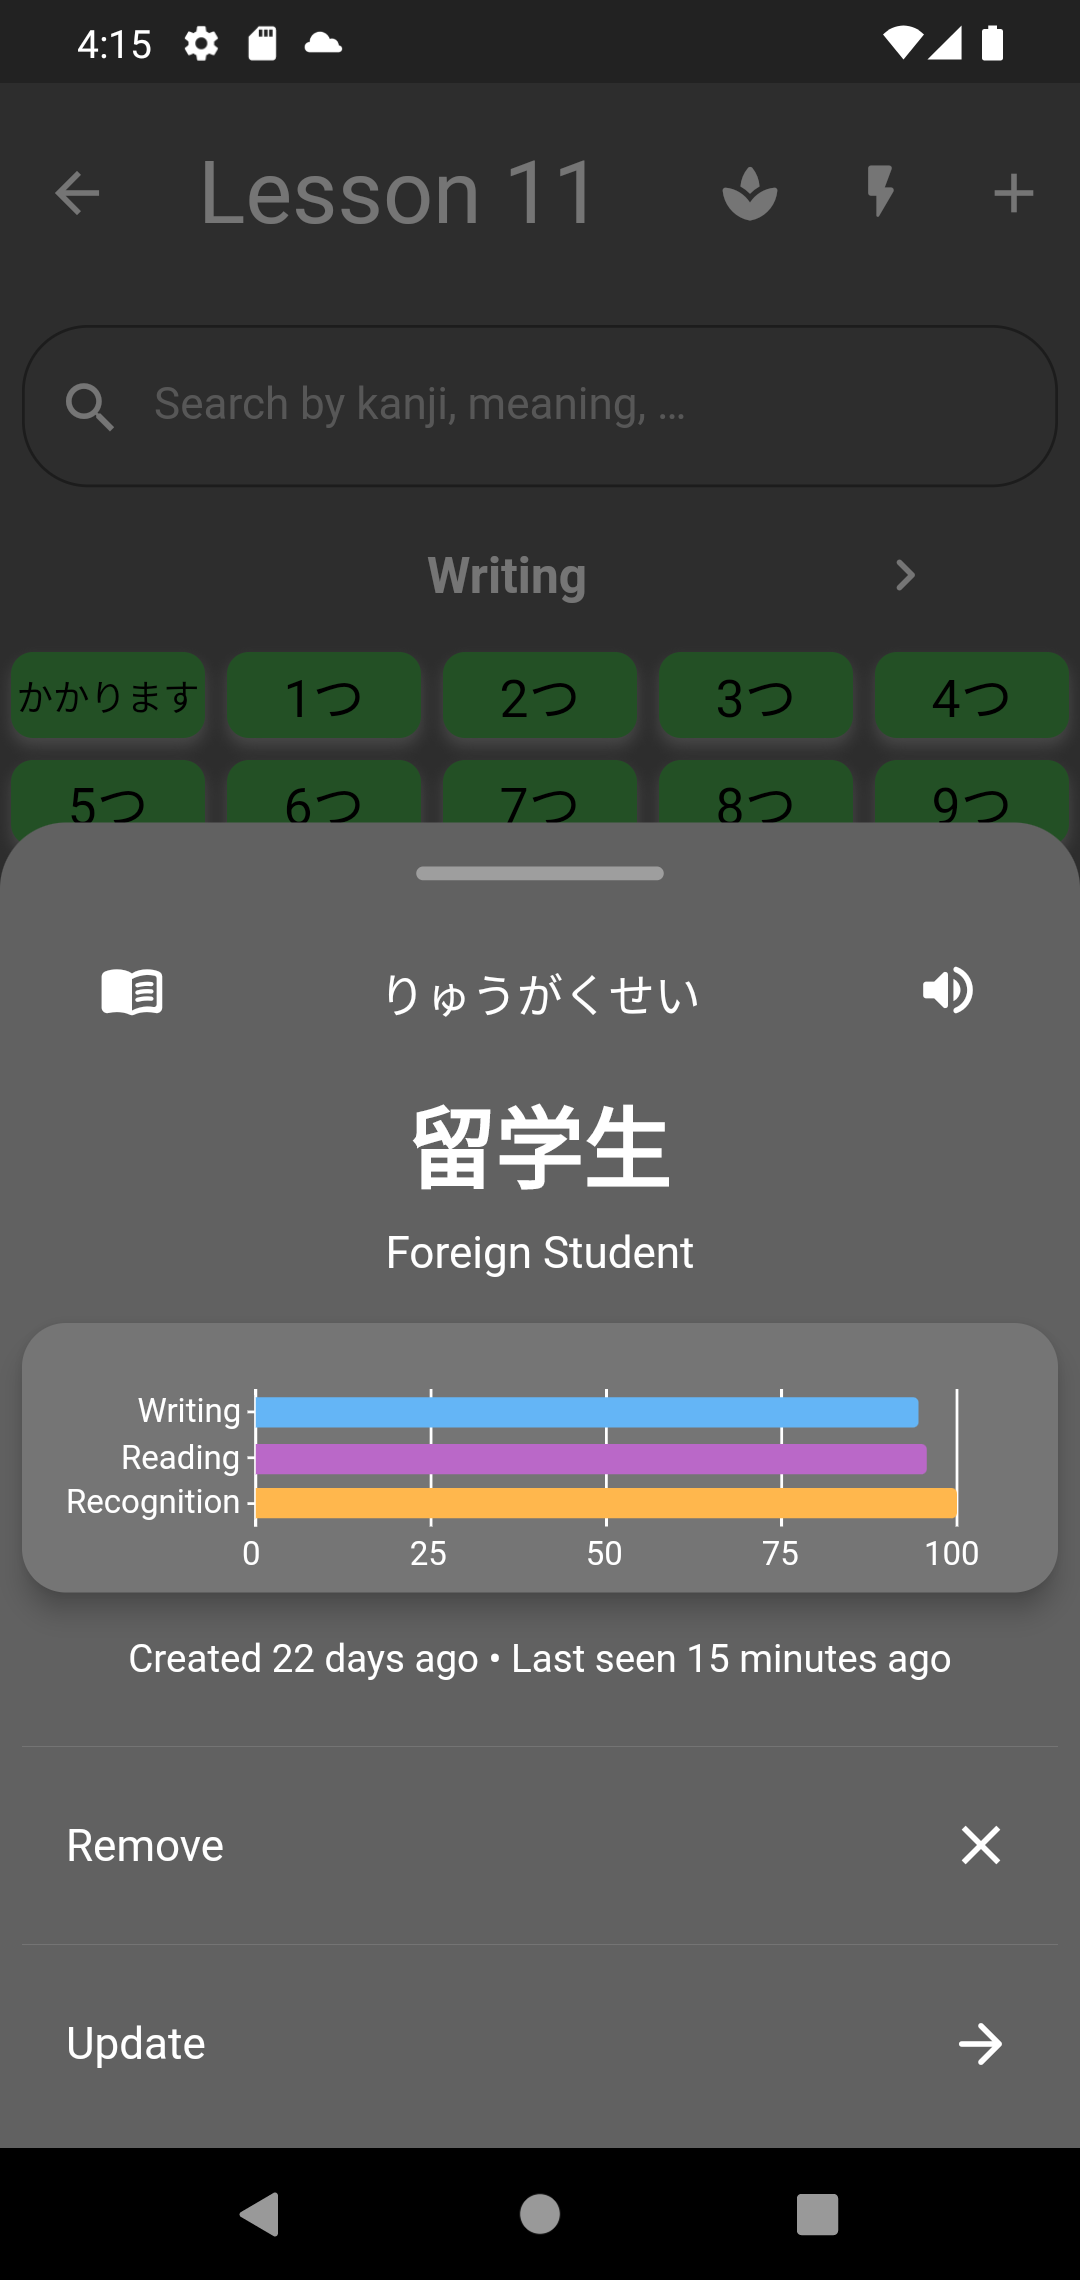 4:15
Lesson 11
Search by kanji, meaning, ...
Writing
かかります 1つ 2つ 3つ 4つ
5つ 6つ 7つ 8つ 9つ
りゅうがくせい
留学生
Foreign Student
Writing
Reading
Recognition
0 25 50 75 100
Created 22 days ago • Last seen 15 minutes ago
Remove
Update